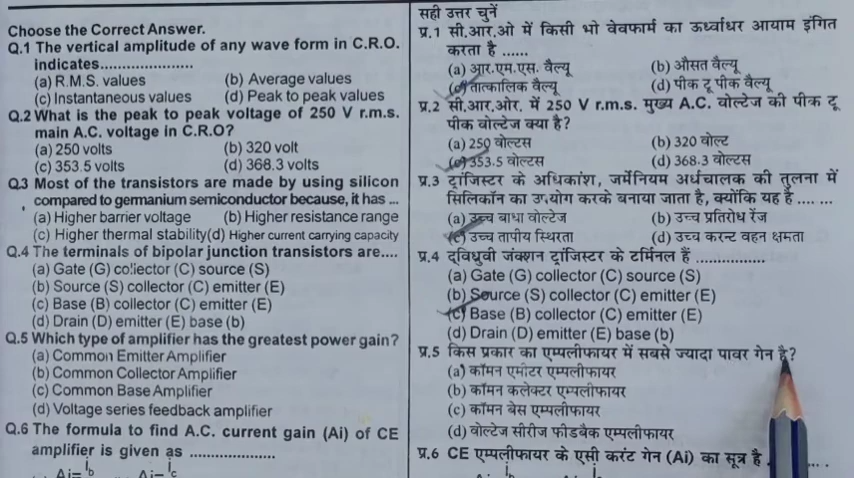 Choose the Correct Answer.
Q.1 The vertical amplitude of any wave form in C.R.O.
indicates.....................
(a) R.M.S. values (b) Average values
(c) Instantaneous values (d) Peak to peak values
Q.2 What is the peak to peak voltage of 250 V r.m.s.
main A.C. voltage in C.R.O?
(a) 250 volts (b) 320 volt
(c) 353.5 volts (d) 368.3 volts
Q.3 Most of the transistors are made by using silicon
compared to germanium semiconductor because, it has ...
(a) Higher barrier voltage (b) Higher resistance range
(c) Higher thermal stability (d) Higher current carrying capacity
Q.4 The terminals of bipolar junction transistors are....
(a) Gate (G) collector (C) source (S)
(b) Source (S) collector (C) emitter (E)
(c) Base (B) collector (C) emitter (E)
(d) Drain (D) emitter (E) base (b)
Q.5 Which type of amplifier has the greatest power gain?
(a) Common Emitter Amplifier
(b) Common Collector Amplifier
(c) Common Base Amplifier
(d) Voltage series feedback amplifier
Q.6 The formula to find A.C. current gain (Ai) of CE
amplifier is given as ...................
Ai= Ib Ai= Ic
सही उत्तर चुनें
प्र.1 सी.आर.ओ में किसी भी वेवफार्म का ऊर्ध्वाधर आयाम इंगित
करता है ......
(a) आर.एम.एस. वैल्यू (b) औसत वैल्यू
(c) तात्कालिक वैल्यू (d) पीक टू पीक वैल्यू
प्र.2 सी.आर.ओर. में 250 V r.m.s. मुख्य A.C. वोल्टेज की पीक टू
पीक वोल्टेज क्या है?
(a) 250 वोल्टस (b) 320 वोल्ट
(c) 353.5 वोल्टस (d) 368.3 वोल्टस
प्र.3 ट्रांजिस्टर के अधिकांश, जर्मेनियम अर्धचालक की तुलना में
सिलिकॉन का उपयोग करके बनाया जाता है, क्योंकि यह है .... ...
(a) उच्च बाधा वोल्टेज (b) उच्च प्रतिरोध रेंज
(c) उच्च तापीय स्थिरता (d) उच्च करन्ट वहन क्षमता
प्र.4 द्विध्रुवी जंक्शन ट्रांजिस्टर के टर्मिनल हैं ................
(a) Gate (G) collector (C) source (S)
(b) Source (S) collector (C) emitter (E)
(c) Base (B) collector (C) emitter (E)
(d) Drain (D) emitter (E) base (b)
प्र.5 किस प्रकार का एम्पलीफायर में सबसे ज्यादा पावर गेन है?
(a) कॉमन एमीटर एम्पलीफायर
(b) कॉमन कलेक्टर एम्पलीफायर
(c) कॉमन बेस एम्पलीफायर
(d) वोल्टेज सीरीज फीडबैक एम्पलीफायर
प्र.6 CE एम्पलीफायर के एसी करंट गेन (Ai) का सूत्र है